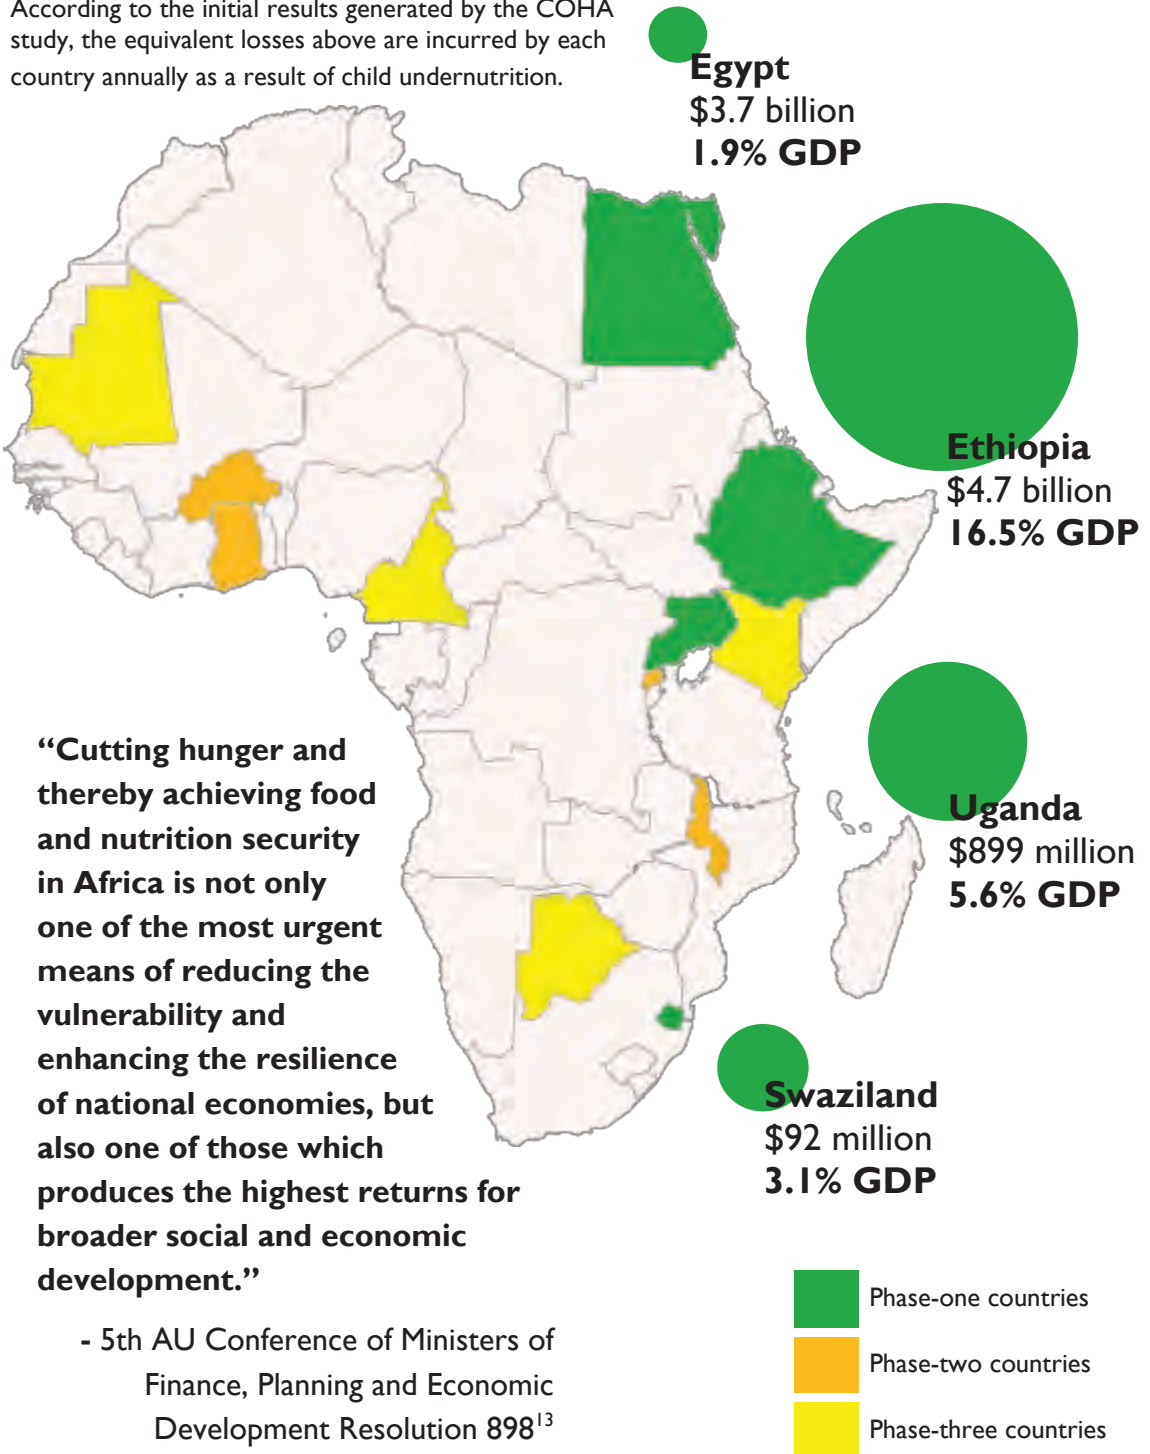 According to the initial results generated by the COHA
study, the equivalent losses above are incurred by each
country annually as a result of child undernutrition.
Egypt
$3.7 billion
1.9% GDP
Ethiopia
$4.7 billion
16.5% GDP
Uganda
$899 million
5.6% GDP
Swaziland
$92 million
3.1% GDP
“Cutting hunger and
thereby achieving food
and nutrition security
in Africa is not only
one of the most urgent
means of reducing the
vulnerability and
enhancing the resilience
of national economies, but
also one of those which
produces the highest returns for
broader social and economic
development.”
- 5th AU Conference of Ministers of
Finance, Planning and Economic
Development Resolution 898¹³
Phase-one countries
Phase-two countries
Phase-three countries